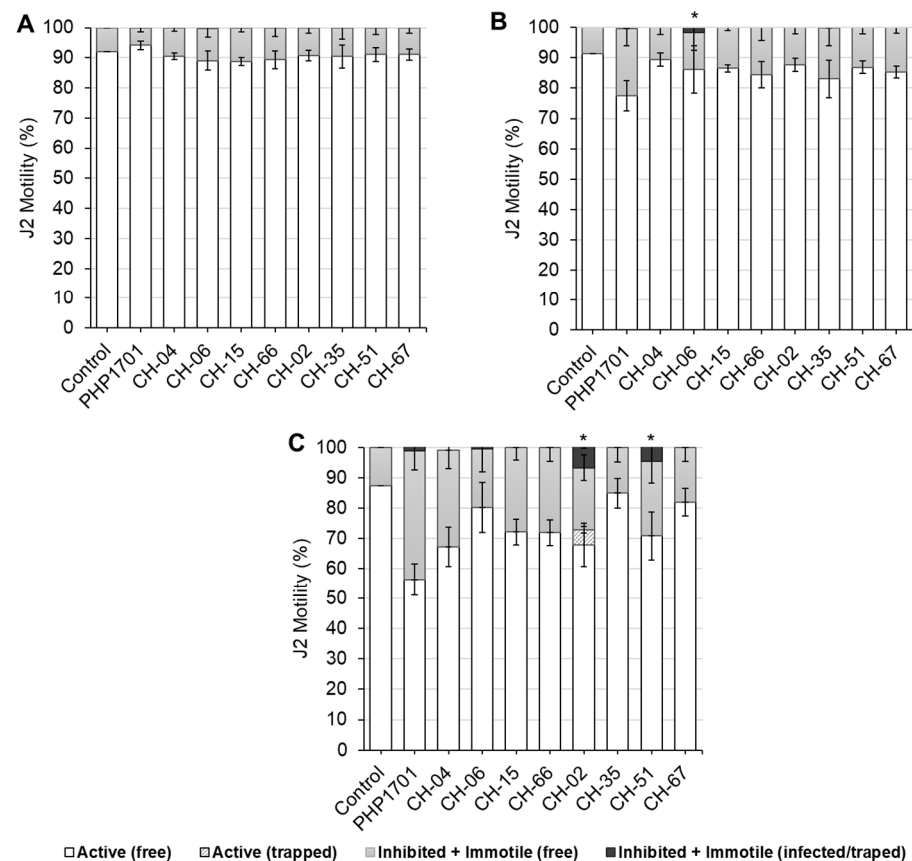 A
J2 Motility (%)
100
90
80
70
60
50
40
30
20
10
0
Control
PHP1701
CH-04
CH-06
CH-15
CH-66
CH-02
CH-35
CH-51
CH-67
B
*
J2 Motility (%)
100
90
80
70
60
50
40
30
20
10
0
Control
PHP1701
CH-04
CH-06
CH-15
CH-66
CH-02
CH-35
CH-51
CH-67
C
* *
J2 Motility (%)
100
90
80
70
60
50
40
30
20
10
0
Control
PHP1701
CH-04
CH-06
CH-15
CH-66
CH-02
CH-35
CH-51
CH-67
Active (free) Active (trapped) Inhibited + Immotile (free) Inhibited + Immotile (infected/traped)